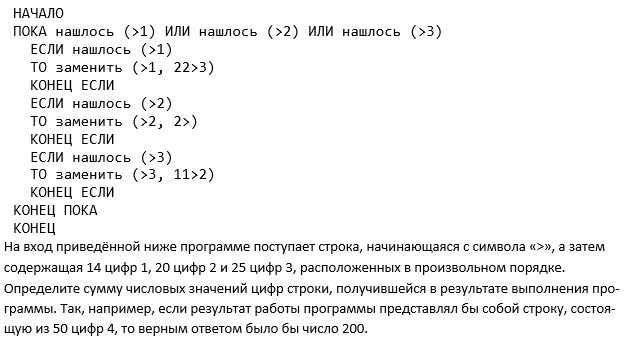 НАЧАЛО
ПОКА нашлось (>1) ИЛИ нашлось (>2) ИЛИ нашлось (>3)
ЕСЛИ нашлось (>1)
ТО заменить (>1, 22>3)
КОНЕЦ ЕСЛИ
ЕСЛИ нашлось (>2)
ТО заменить (>2, 2>)
КОНЕЦ ЕСЛИ
ЕСЛИ нашлось (>3)
ТО заменить (>3, 11>2)
КОНЕЦ ЕСЛИ
КОНЕЦ ПОКА
КОНЕЦ
На вход приведённой ниже программе поступает строка, начинающаяся с символа «>», а затем
содержащая 14 цифр 1, 20 цифр 2 и 25 цифр 3, расположенных в произвольном порядке.
Определите сумму числовых значений цифр строки, получившейся в результате выполнения про-
граммы. Так, например, если результат работы программы представлял бы собой строку, состоя-
щую из 50 цифр 4, то верным ответом было бы число 200.